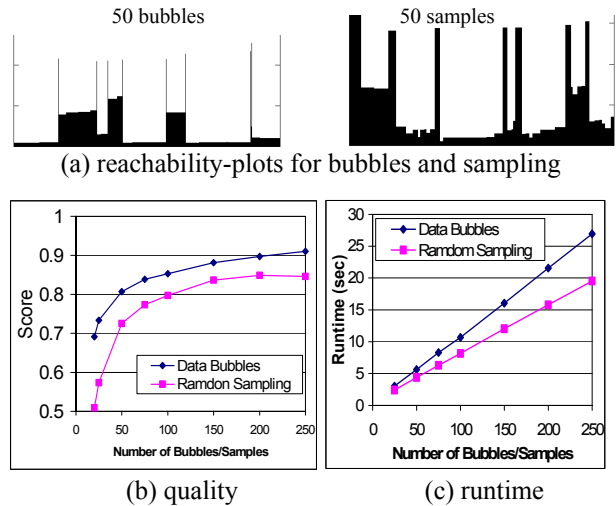 50 bubbles
50 samples
(a) reachability-plots for bubbles and sampling
1
0.9
0.8
0.7
0.6
0.5
Score
Data Bubbles
Ramdon Sampling
0 50 100 150 200 250
Number of Bubbles/Samples
(b) quality
30
25
20
15
10
5
0
Runtime (sec)
Data Bubbles
Ramdom Sampling
0 50 100 150 200 250
Number of Bubbles/Samples
(c) runtime